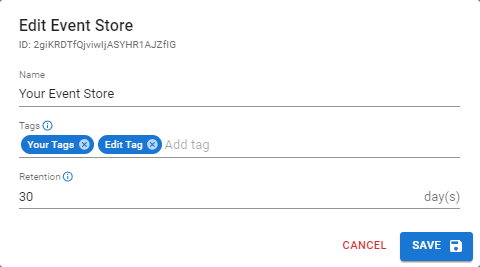 Edit Event Store
ID: 2giKRDTfQjviwIjASYHR1AJZfIG
Name
Your Event Store
Tags
Your Tags Edit Tag Add tag
Retention
30 day(s)
CANCEL SAVE